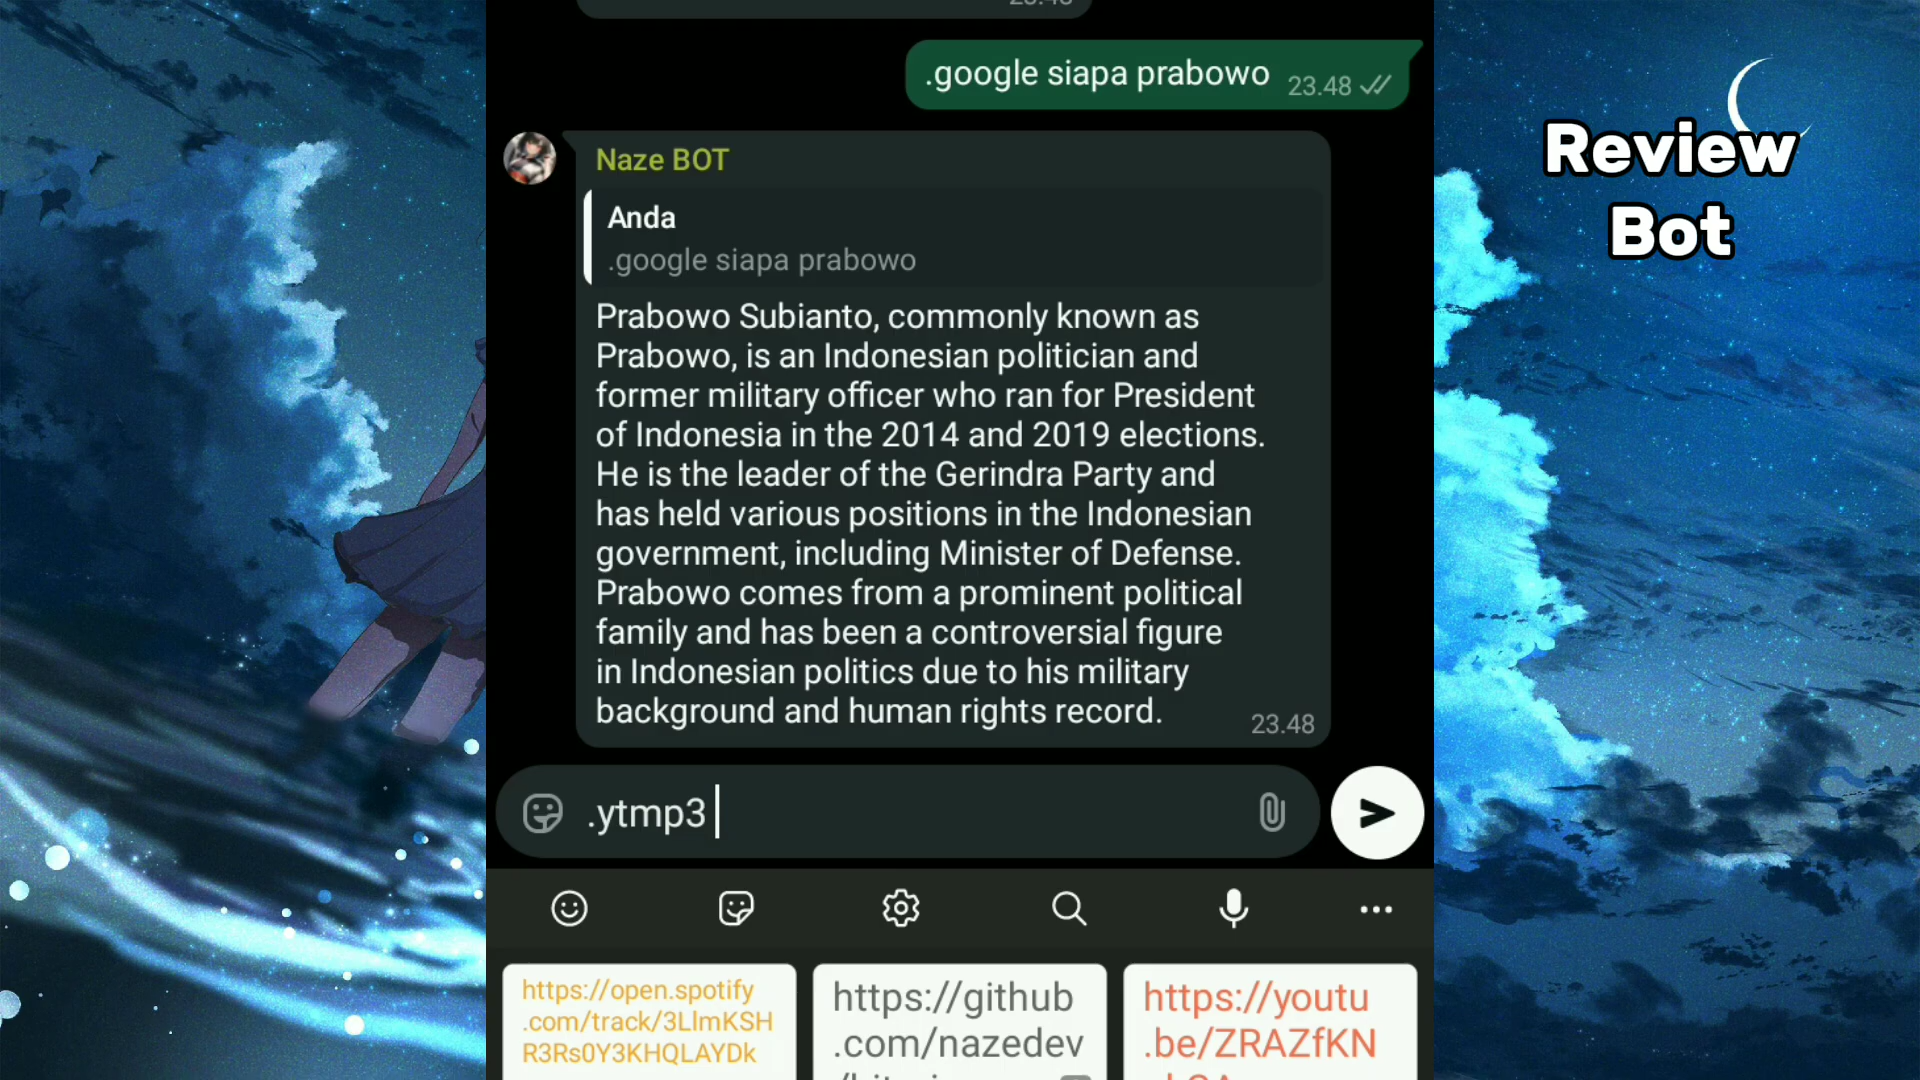 .google siapa prabowo 23.48
Naze BOT
Anda
.google siapa prabowo
Prabowo Subianto, commonly known as
Prabowo, is an Indonesian politician and
former military officer who ran for President
of Indonesia in the 2014 and 2019 elections.
He is the leader of the Gerindra Party and
has held various positions in the Indonesian
government, including Minister of Defense.
Prabowo comes from a prominent political
family and has been a controversial figure
in Indonesian politics due to his military
background and human rights record.
23.48
.ytmp3
https://open.spotify
.com/track/3LlmKSH
R3Rs0Y3KHQLAYDk
https://github
.com/nazedev
https://youtu
.be/ZRAZfKN
Review
Bot